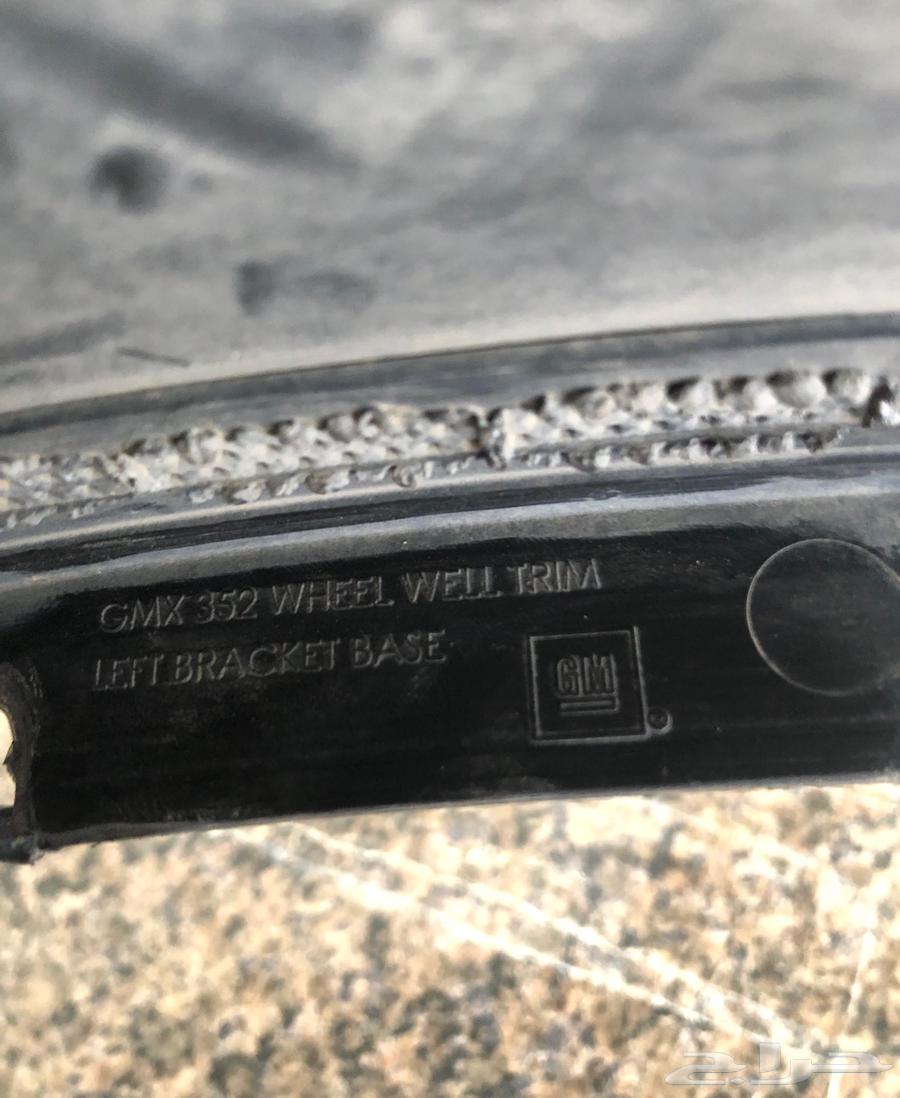 GMX 352 WHEEL WELL TRIM
LEFT BRACKET BASE
GM
®
حراج